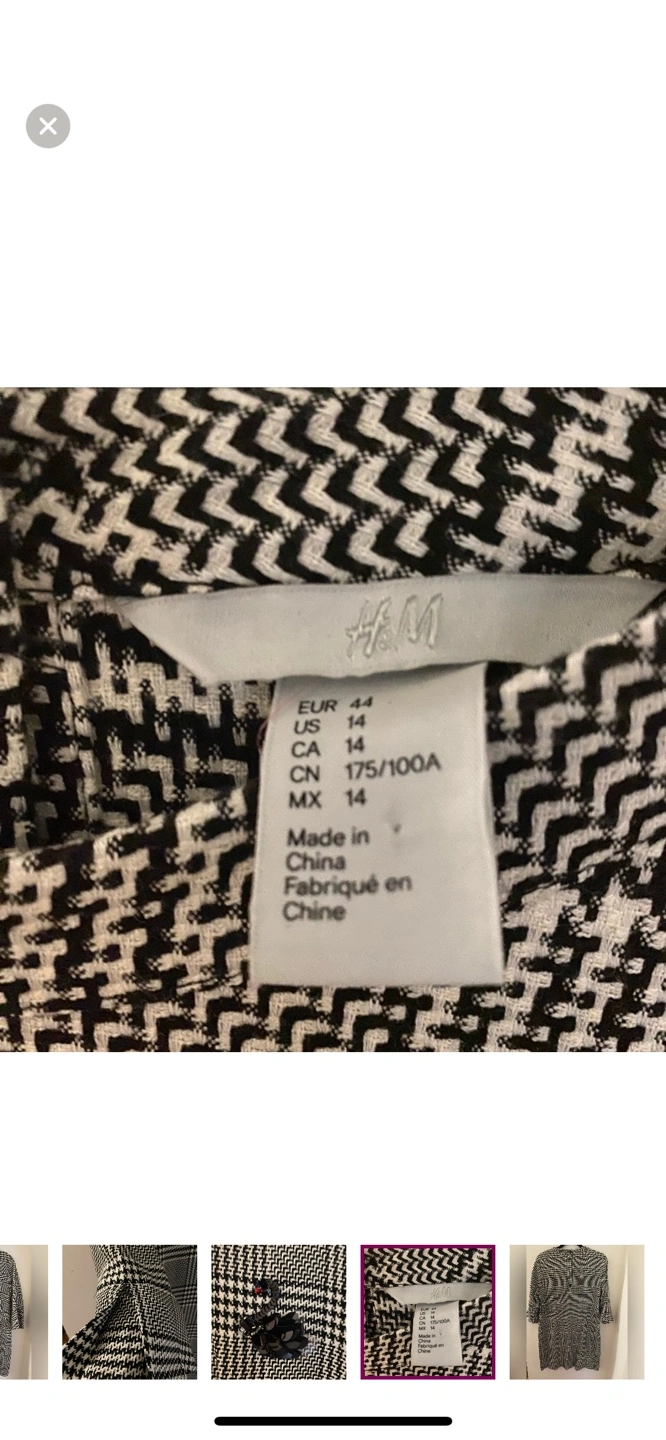 H&M
EUR 44
US 14
CA 14
CN 175/100A
MX 14
Made in
China
Fabriqué en
Chine